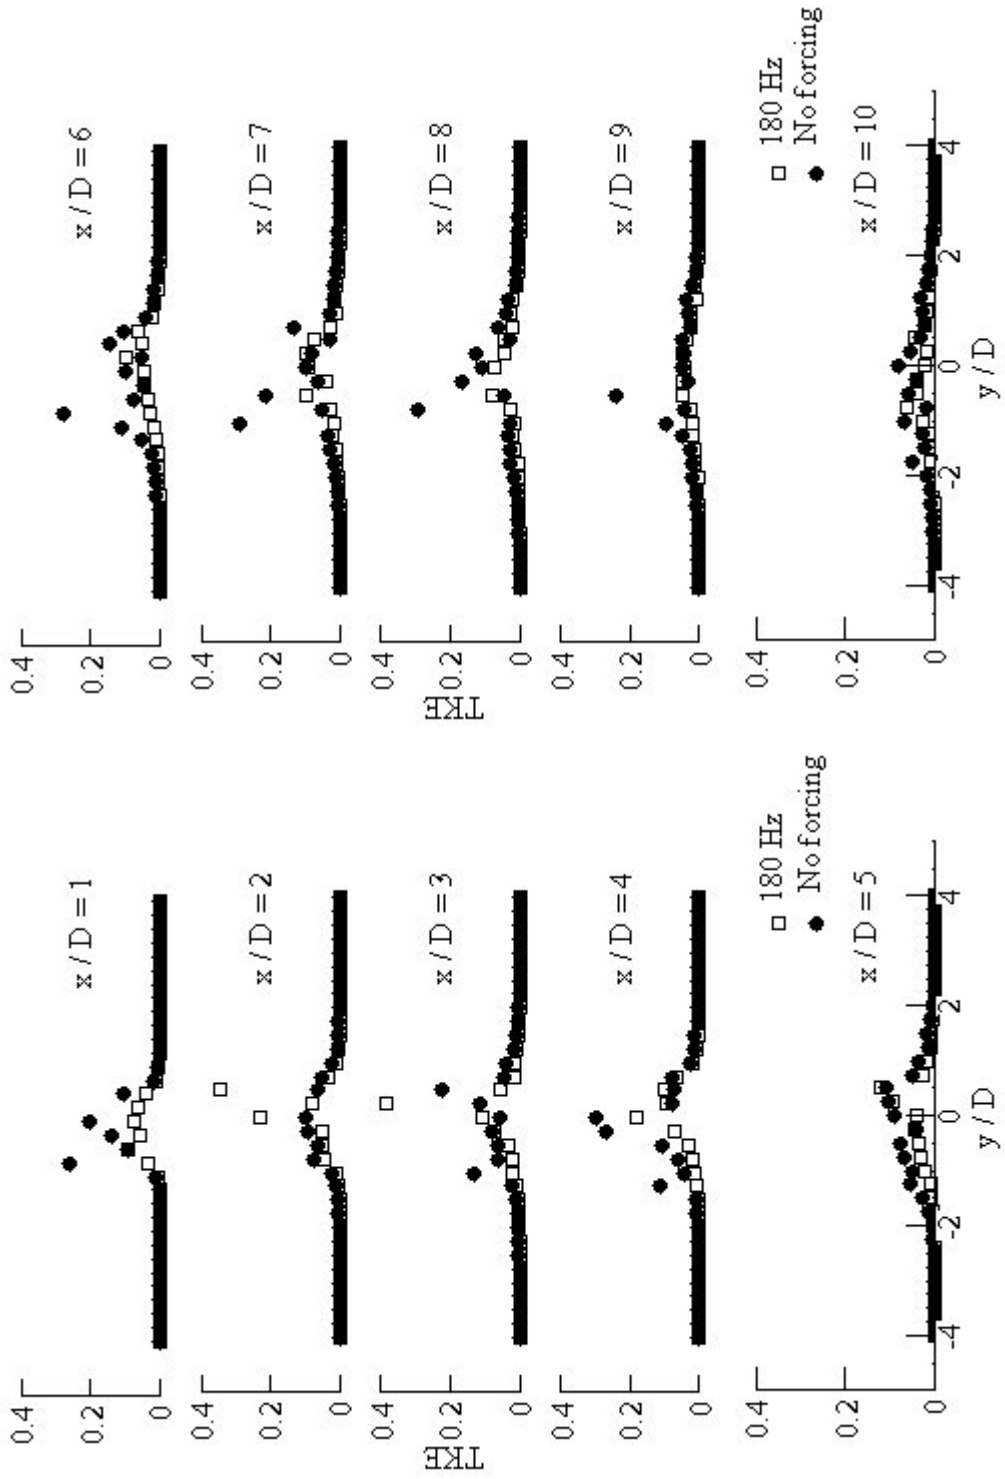 0.4
0.2
0
x / D = 1
0.4
0.2
0
x / D = 2
TKE
0.4
0.2
0
x / D = 3
0.4
0.2
0
x / D = 4
180 Hz
No forcing
0.4
0.2
0
x / D = 5
-4
-2
0
2
4
y / D
0.4
0.2
0
x / D = 6
0.4
0.2
0
x / D = 7
TKE
0.4
0.2
0
x / D = 8
0.4
0.2
0
x / D = 9
180 Hz
No forcing
0.4
0.2
0
x / D = 10
-4
-2
0
2
4
y / D